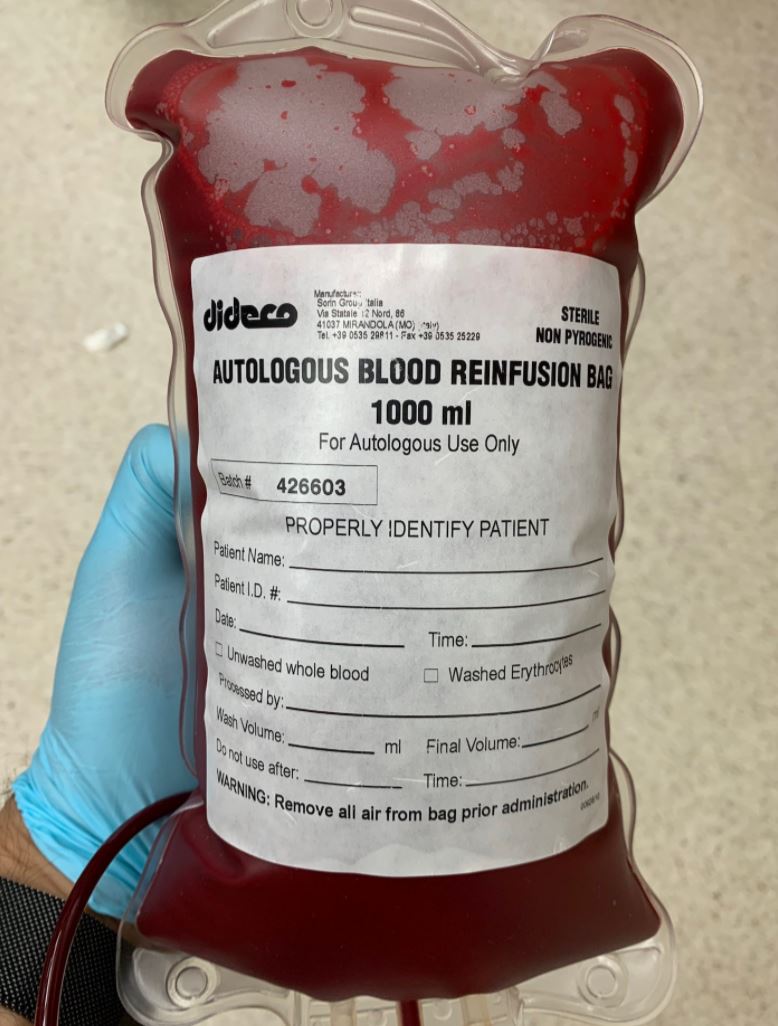 dideco
Manufacturer:
Sorin Group Italia
Via Statale 12 Nord, 86
41037 MIRANDOLA (MO) (Italy)
Tel. +39 0535 29811 - Fax +39 0535 25229
STERILE
NON PYROGENIC
AUTOLOGOUS BLOOD REINFUSION BAG
1000 ml
For Autologous Use Only
Batch # 426603
PROPERLY IDENTIFY PATIENT
Patient Name:
Patient I.D. #:
Date: Time:
Unwashed whole blood Washed Erythrocytes
Processed by:
Wash Volume: ml Final Volume: ml
Do not use after: Time:
WARNING: Remove all air from bag prior administration.